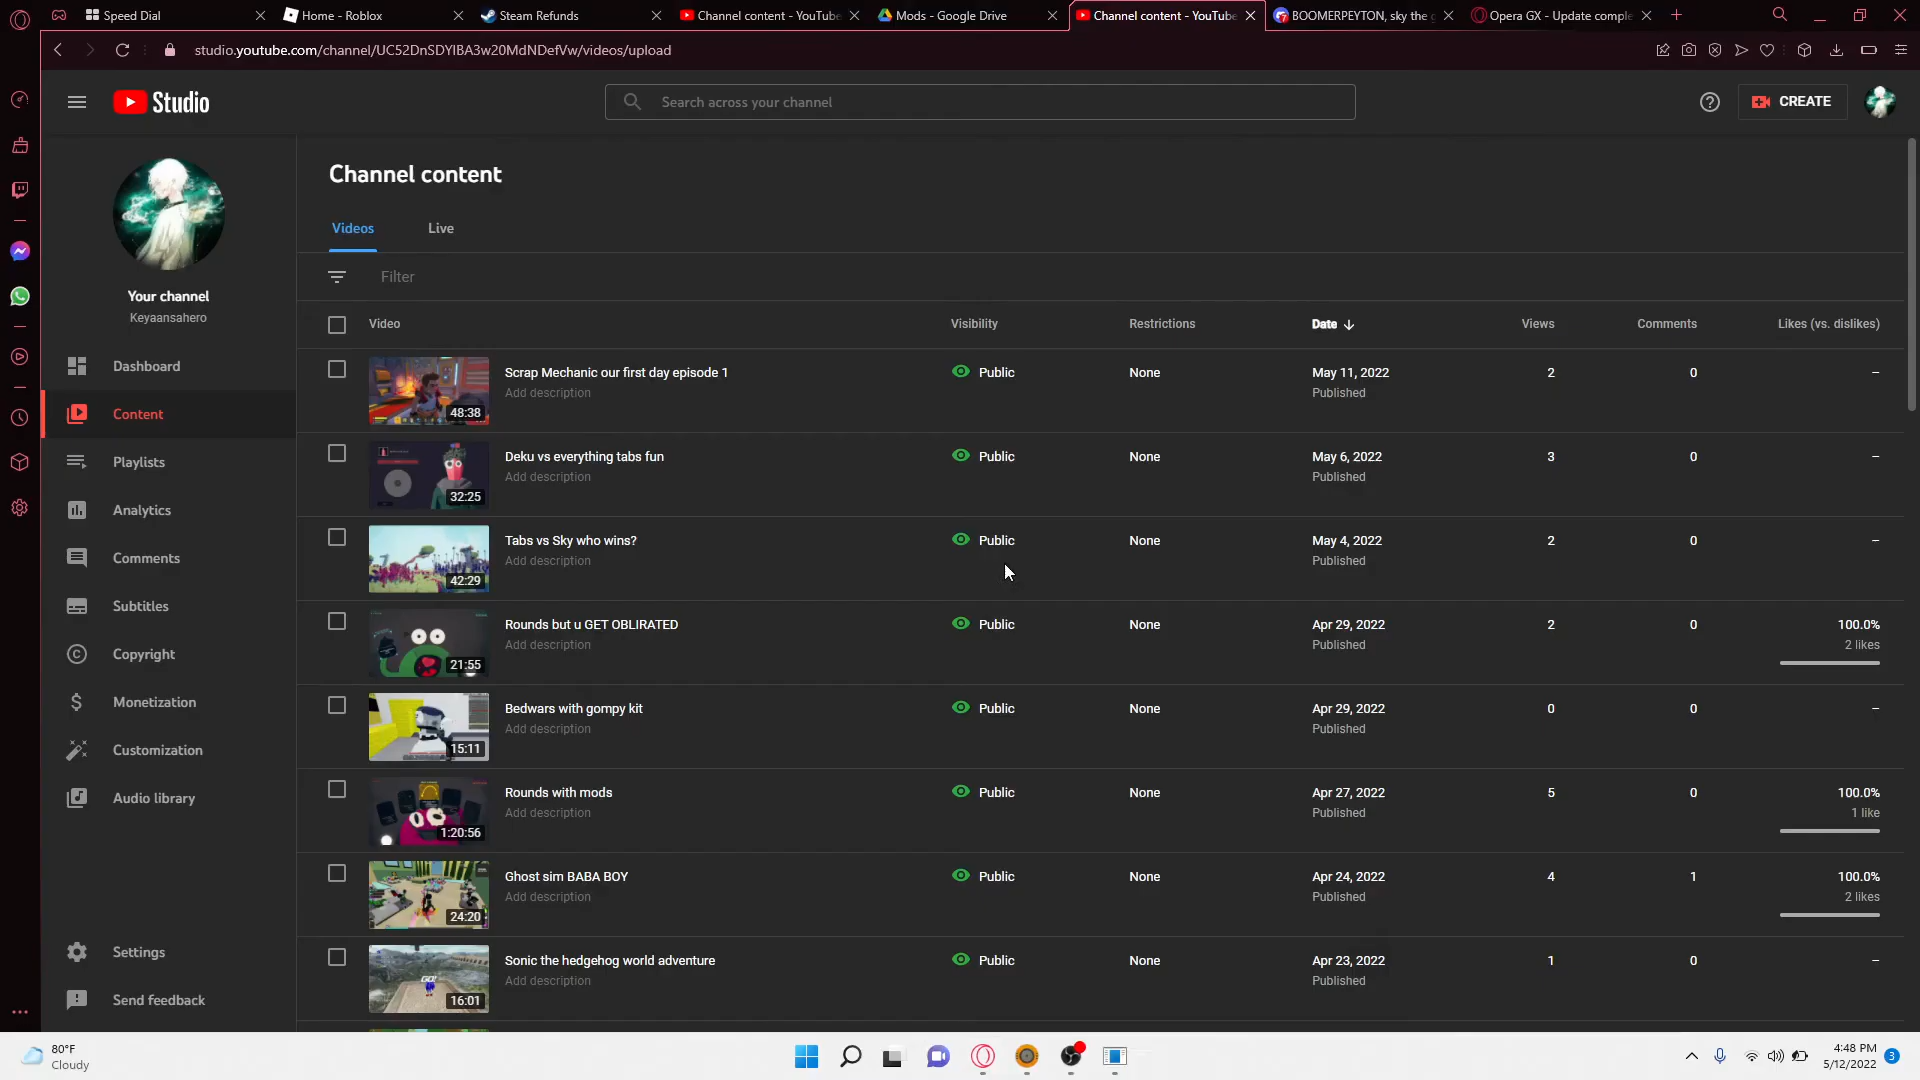 Speed Dial
Home - Roblox
Steam Refunds
Channel content - YouTube
Mods - Google Drive
Channel content - YouTube
BOOMERPEYTON, sky the g
Opera GX - Update comple
studio.youtube.com/channel/UC52DnSDYIBA3w20MdNDefVw/videos/upload
Studio
Search across your channel
CREATE
Your channel
Keyaansahero
Dashboard
Content
Playlists
Analytics
Comments
Subtitles
Copyright
Monetization
Customization
Audio library
Settings
Send feedback
Channel content
Videos Live
Filter
Video Visibility Restrictions Date Views Comments Likes (vs. dislikes)
48:38 Scrap Mechanic our first day episode 1 Public None May 11, 2022 2 0 –
Add description Published
32:25 Deku vs everything tabs fun Public None May 6, 2022 3 0 –
Add description Published
42:29 Tabs vs Sky who wins? Public None May 4, 2022 2 0 –
Add description Published
21:55 Rounds but u GET OBLIRATED Public None Apr 29, 2022 2 0 100.0%
Add description Published 2 likes
15:11 Bedwars with gompy kit Public None Apr 29, 2022 0 0 –
Add description Published
1:20:56 Rounds with mods Public None Apr 27, 2022 5 0 100.0%
Add description Published 1 like
24:20 Ghost sim BABA BOY Public None Apr 24, 2022 4 1 100.0%
Add description Published 2 likes
GO! 16:01 Sonic the hedgehog world adventure Public None Apr 23, 2022 1 0 –
Add description Published
80°F
Cloudy
4:48 PM
5/12/2022
3